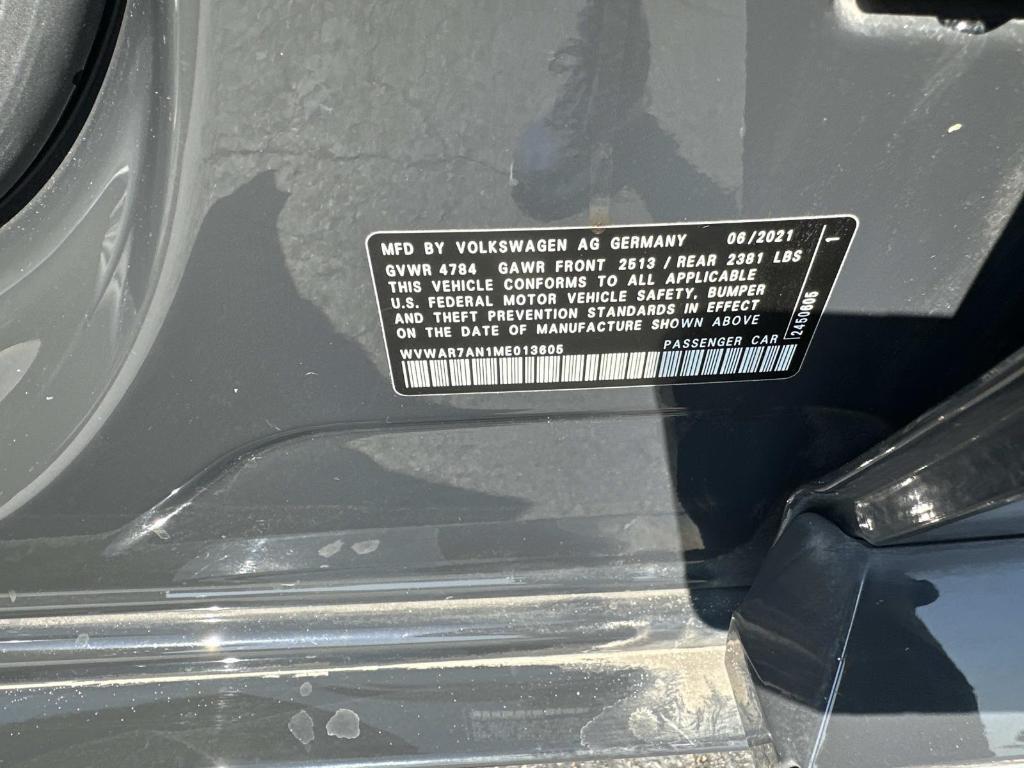 MFD BY VOLKSWAGEN AG GERMANY 06/2021
GVWR 4784 GAWR FRONT 2513 / REAR 2381 LBS
THIS VEHICLE CONFORMS TO ALL APPLICABLE
U.S. FEDERAL MOTOR VEHICLE SAFETY, BUMPER
AND THEFT PREVENTION STANDARDS IN EFFECT
ON THE DATE OF MANUFACTURE SHOWN ABOVE
WVWAR7AN1ME013605 PASSENGER CAR
2450605 1